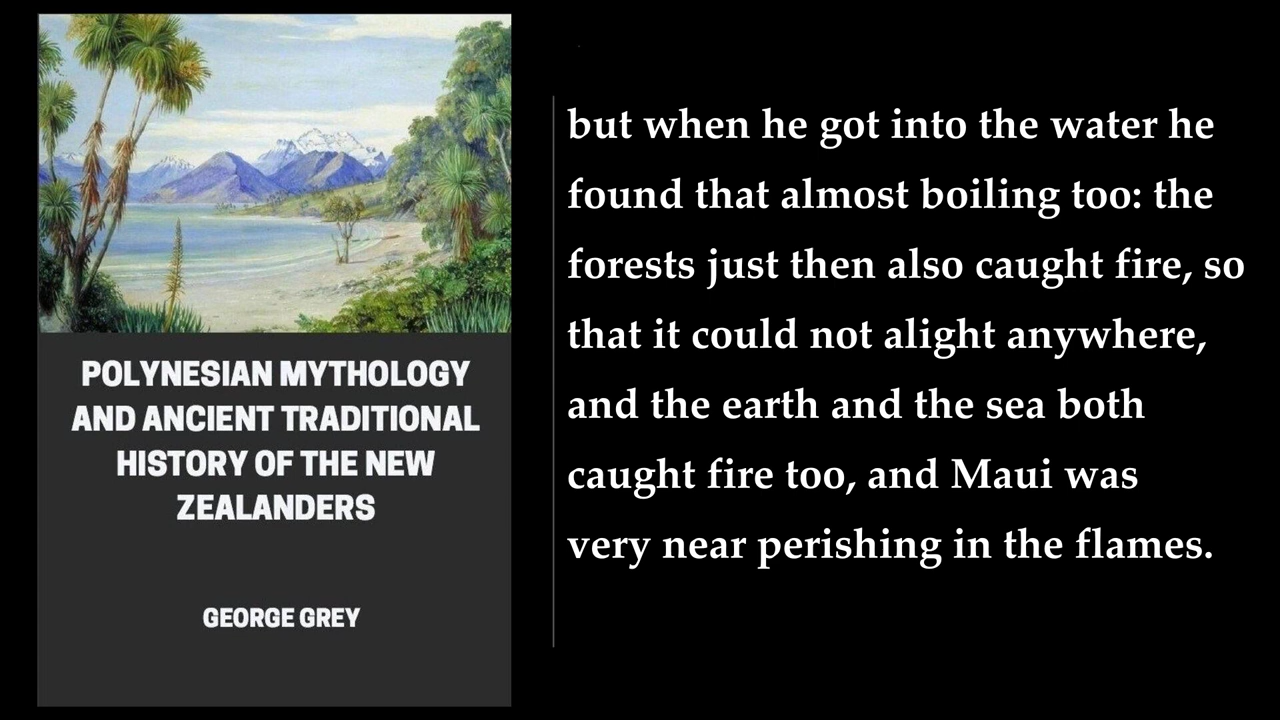 POLYNESIAN MYTHOLOGY
AND ANCIENT TRADITIONAL
HISTORY OF THE NEW
ZEALANDERS
GEORGE GREY
but when he got into the water he
found that almost boiling too: the
forests just then also caught fire, so
that it could not alight anywhere,
and the earth and the sea both
caught fire too, and Maui was
very near perishing in the flames.